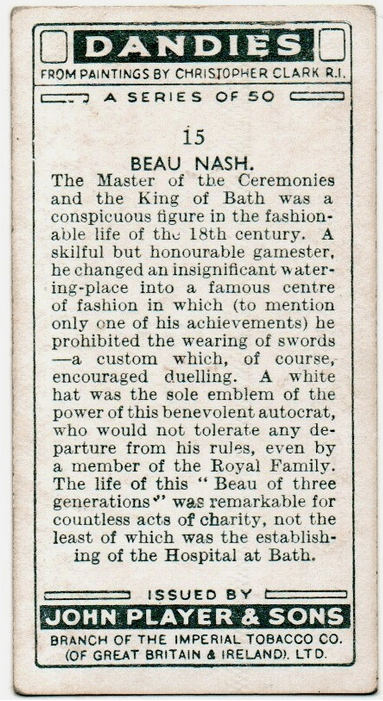 DANDIES
FROM PAINTINGS BY CHRISTOPHER CLARK R.I.
A SERIES OF 50
15
BEAU NASH.
The Master of the Ceremonies
and the King of Bath was a
conspicuous figure in the fashion-
able life of the 18th century. A
skilful but honourable gamester,
he changed an insignificant water-
ing-place into a famous centre
of fashion in which (to mention
only one of his achievements) he
prohibited the wearing of swords
—a custom which, of course,
encouraged duelling. A white
hat was the sole emblem of the
power of this benevolent autocrat,
who would not tolerate any de-
parture from his rules, even by
a member of the Royal Family.
The life of this “ Beau of three
generations” was remarkable for
countless acts of charity, not the
least of which was the establish-
ing of the Hospital at Bath.
ISSUED BY
JOHN PLAYER & SONS
BRANCH OF THE IMPERIAL TOBACCO CO.
(OF GREAT BRITAIN & IRELAND). LTD.